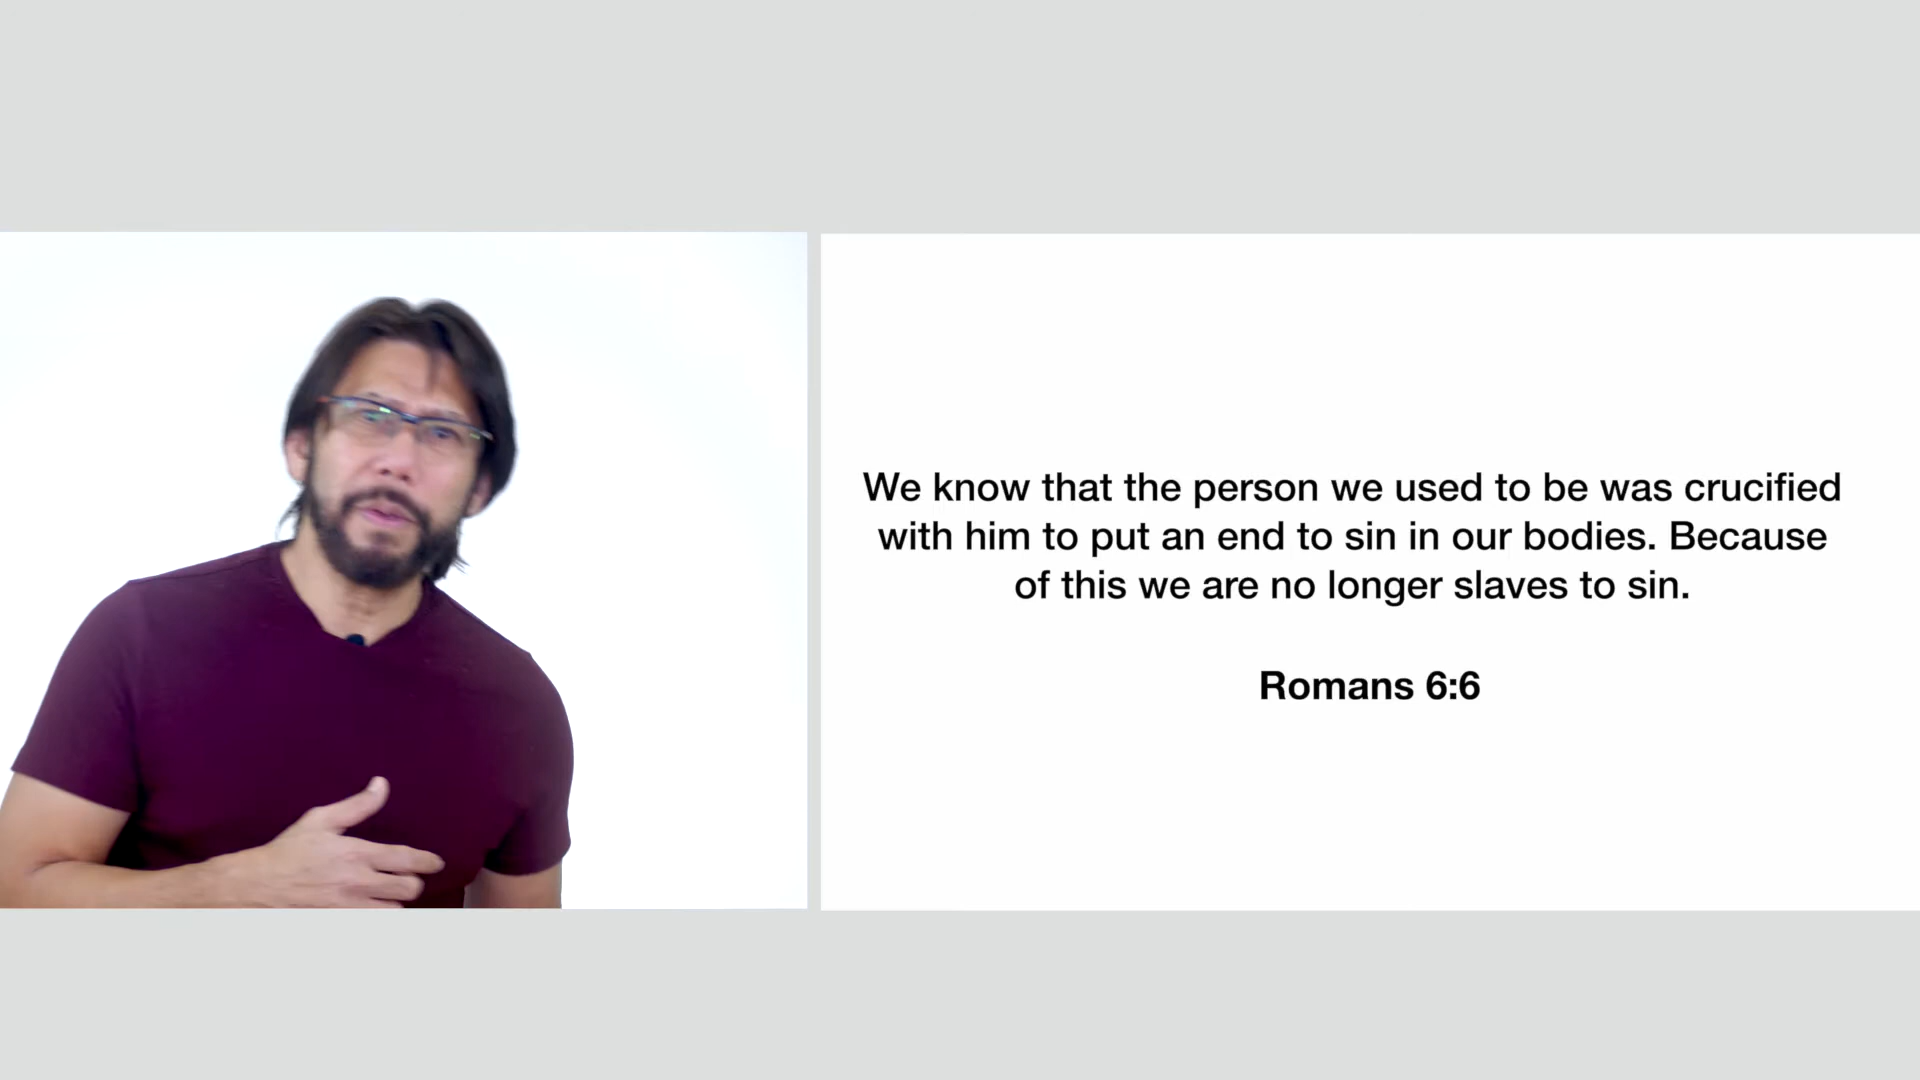 We know that the person we used to be was crucified
with him to put an end to sin in our bodies. Because
of this we are no longer slaves to sin.
Romans 6:6